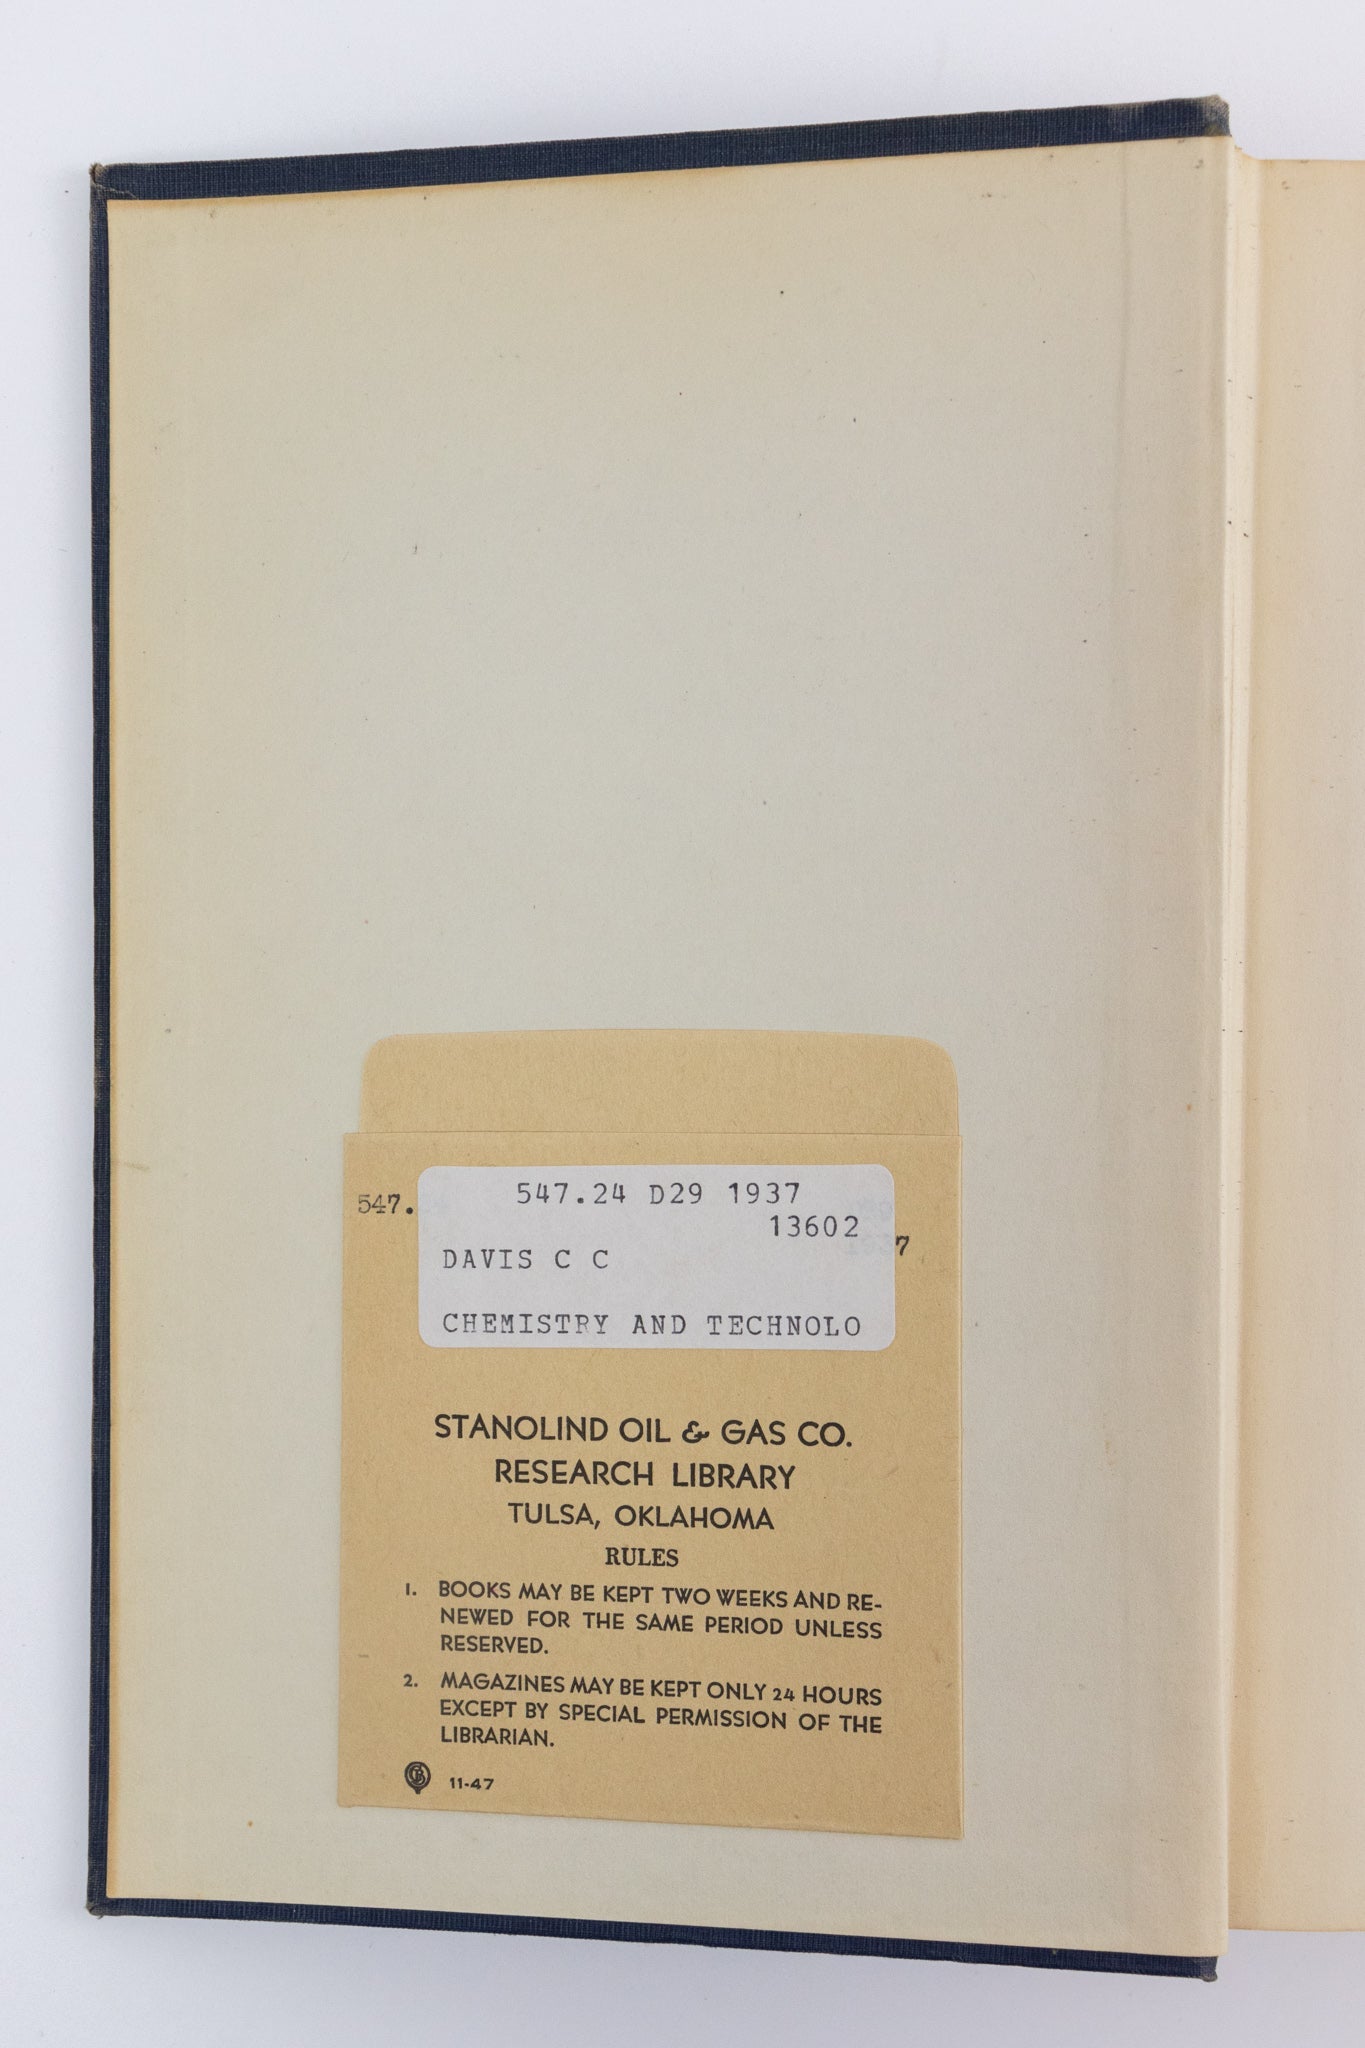 547.
547.24 D29 1937
13602
7
DAVIS C C
CHEMISTRY AND TECHNOLO
STANOLIND OIL & GAS CO.
RESEARCH LIBRARY
TULSA, OKLAHOMA
RULES
1. BOOKS MAY BE KEPT TWO WEEKS AND RE-
NEWED FOR THE SAME PERIOD UNLESS
RESERVED.
2. MAGAZINES MAY BE KEPT ONLY 24 HOURS
EXCEPT BY SPECIAL PERMISSION OF THE
LIBRARIAN.
11-47